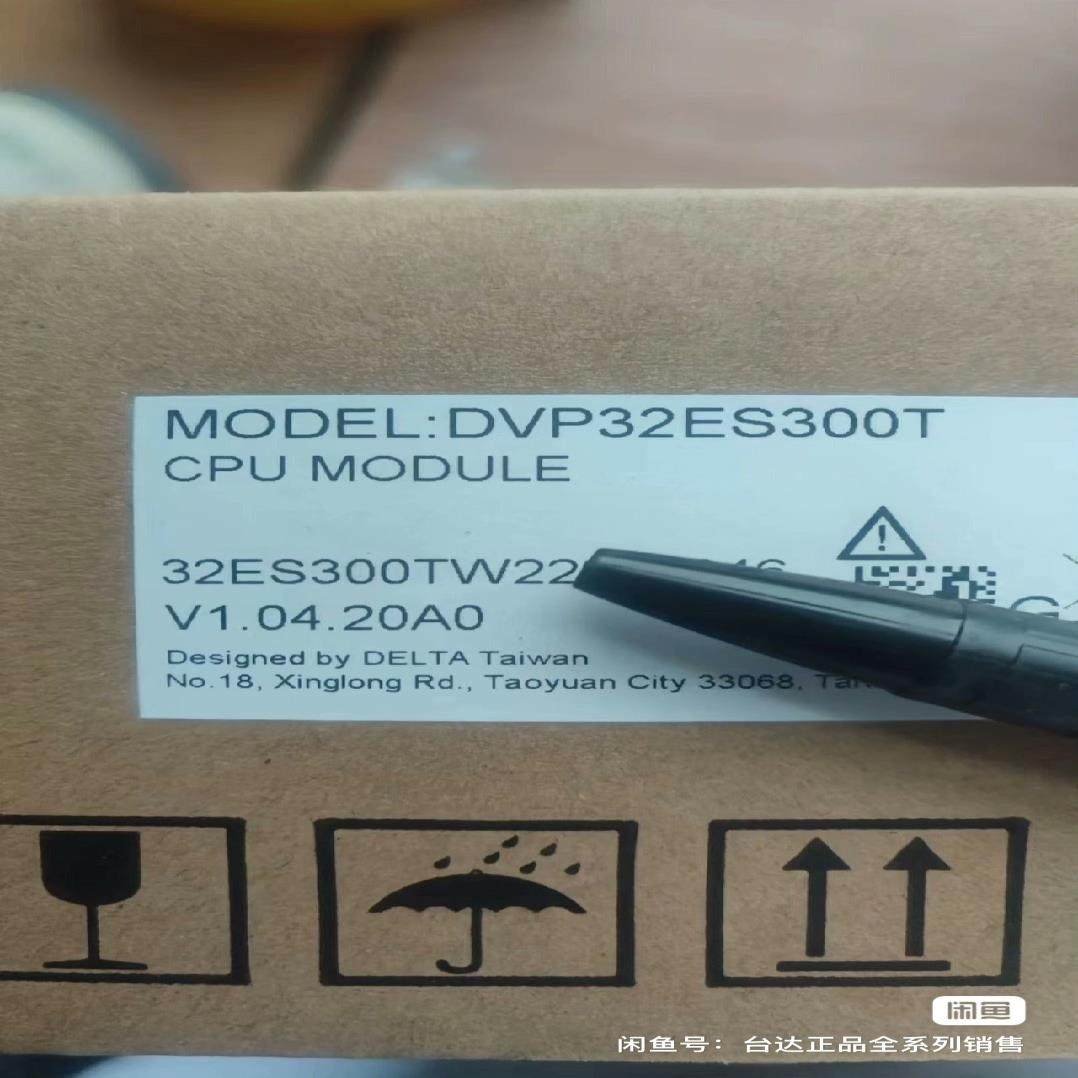 MODEL:DVP32ES300T
CPU MODULE
32ES300TW22
V1.04.20A0
Designed by DELTA Taiwan
No.18, Xinglong Rd., Taoyuan City 33068,
闲鱼
闲鱼号：台达正品全系列销售